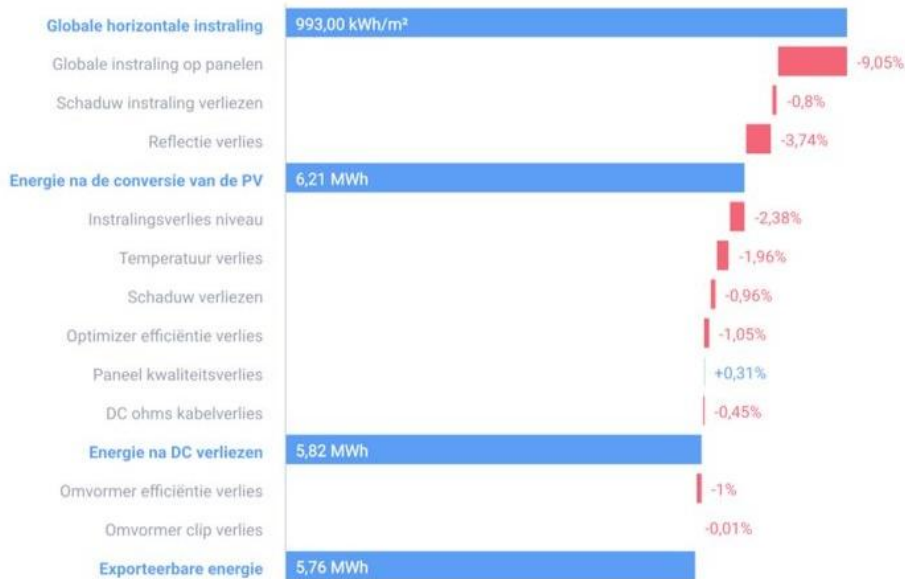 Globale horizontale instraling 993,00 kWh/m²
Globale instraling op panelen -9,05%
Schaduw instraling verliezen -0,8%
Reflectie verlies -3,74%
Energie na de conversie van de PV 6,21 MWh
Instralingsverlies niveau -2,38%
Temperatuur verlies -1,96%
Schaduw verliezen -0,96%
Optimizer efficiëntie verlies -1,05%
Paneel kwaliteitsverlies +0,31%
DC ohms kabelverlies -0,45%
Energie na DC verliezen 5,82 MWh
Omvormer efficiëntie verlies -1%
Omvormer clip verlies -0,01%
Exporteerbare energie 5,76 MWh